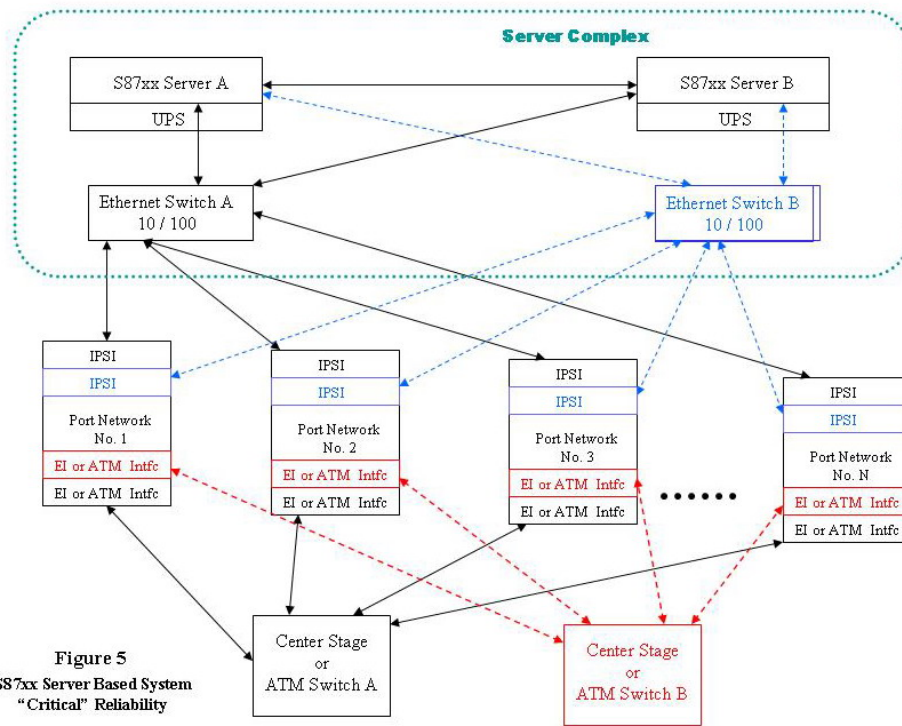 Server Complex
S87xx Server A
UPS
S87xx Server B
UPS
Ethernet Switch A
10 / 100
Ethernet Switch B
10 / 100
IPSI
IPSI
Port Network
No. 1
EI or ATM Intfc
EI or ATM Intfc
IPSI
IPSI
Port Network
No. 2
EI or ATM Intfc
EI or ATM Intfc
IPSI
IPSI
Port Network
No. 3
EI or ATM Intfc
EI or ATM Intfc
IPSI
IPSI
Port Network
No. N
EI or ATM Intfc
EI or ATM Intfc
Center Stage
or
ATM Switch A
Center Stage
or
ATM Switch B
Figure 5
S87xx Server Based System
“Critical” Reliability